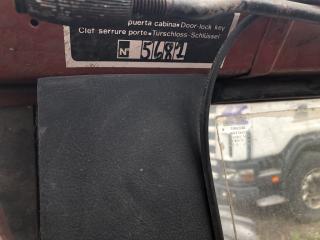 puerta cabina•Door-lock key
Clef serrure porte•Türschloss-Schlüssel
N° 5682